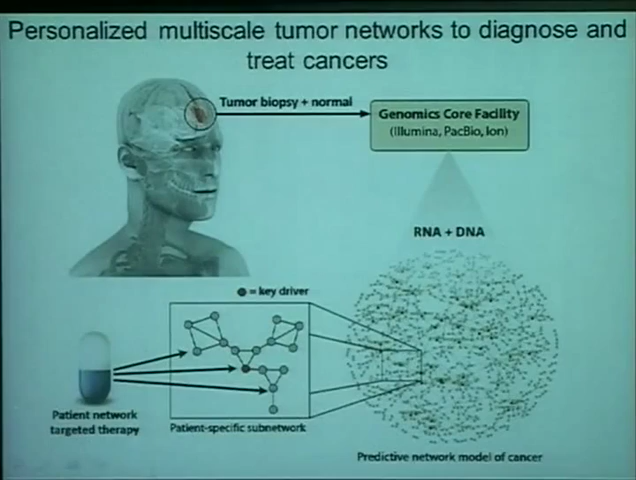 Personalized multiscale tumor networks to diagnose and
treat cancers
Tumor biopsy + normal
Genomics Core Facility
(Illumina, PacBio, Ion)
RNA + DNA
= key driver
Patient network
targeted therapy
Patient-specific subnetwork
Predictive network model of cancer